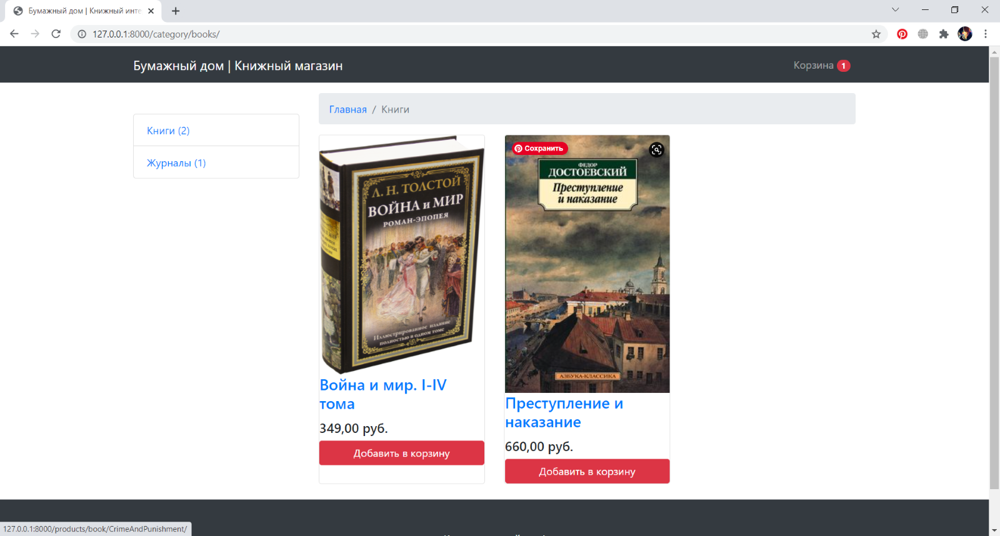 Бумажный дом | Книжный инте
127.0.0.1:8000/category/books/
Бумажный дом | Книжный магазин
Корзина 1
Главная / Книги
Книги (2)
Журналы (1)
Л. Н. ТОЛСТОЙ
ВОЙНА и МИР
РОМАН-ЭПОПЕЯ
Иллюстрированное издание
полностью в одном томе
Война и мир. I-IV
тома
349,00 руб.
Добавить в корзину
Сохранить
ФЕДОР
ДОСТОЕВСКИЙ
Преступление
и наказание
АЗБУКА-КЛАССИКА
Преступление и
наказание
660,00 руб.
Добавить в корзину
127.0.0.1:8000/products/book/CrimeAndPunishment/